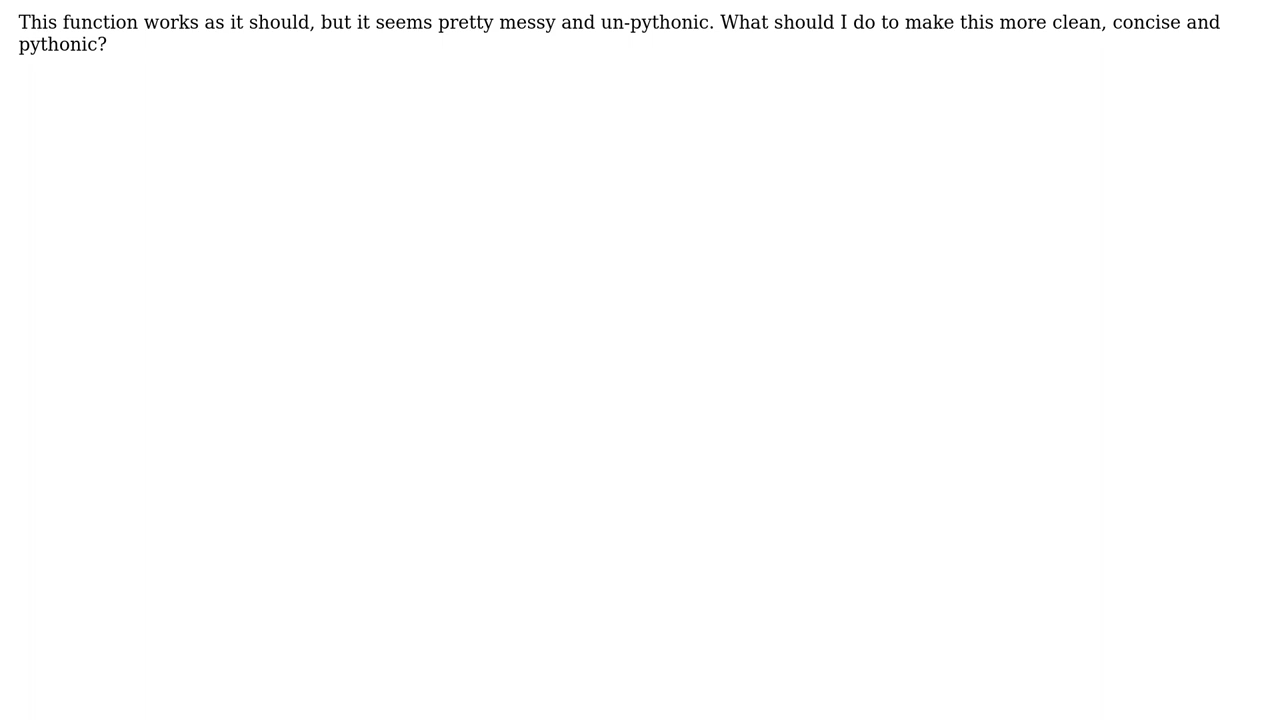 This function works as it should, but it seems pretty messy and un-pythonic. What should I do to make this more clean, concise and
pythonic?